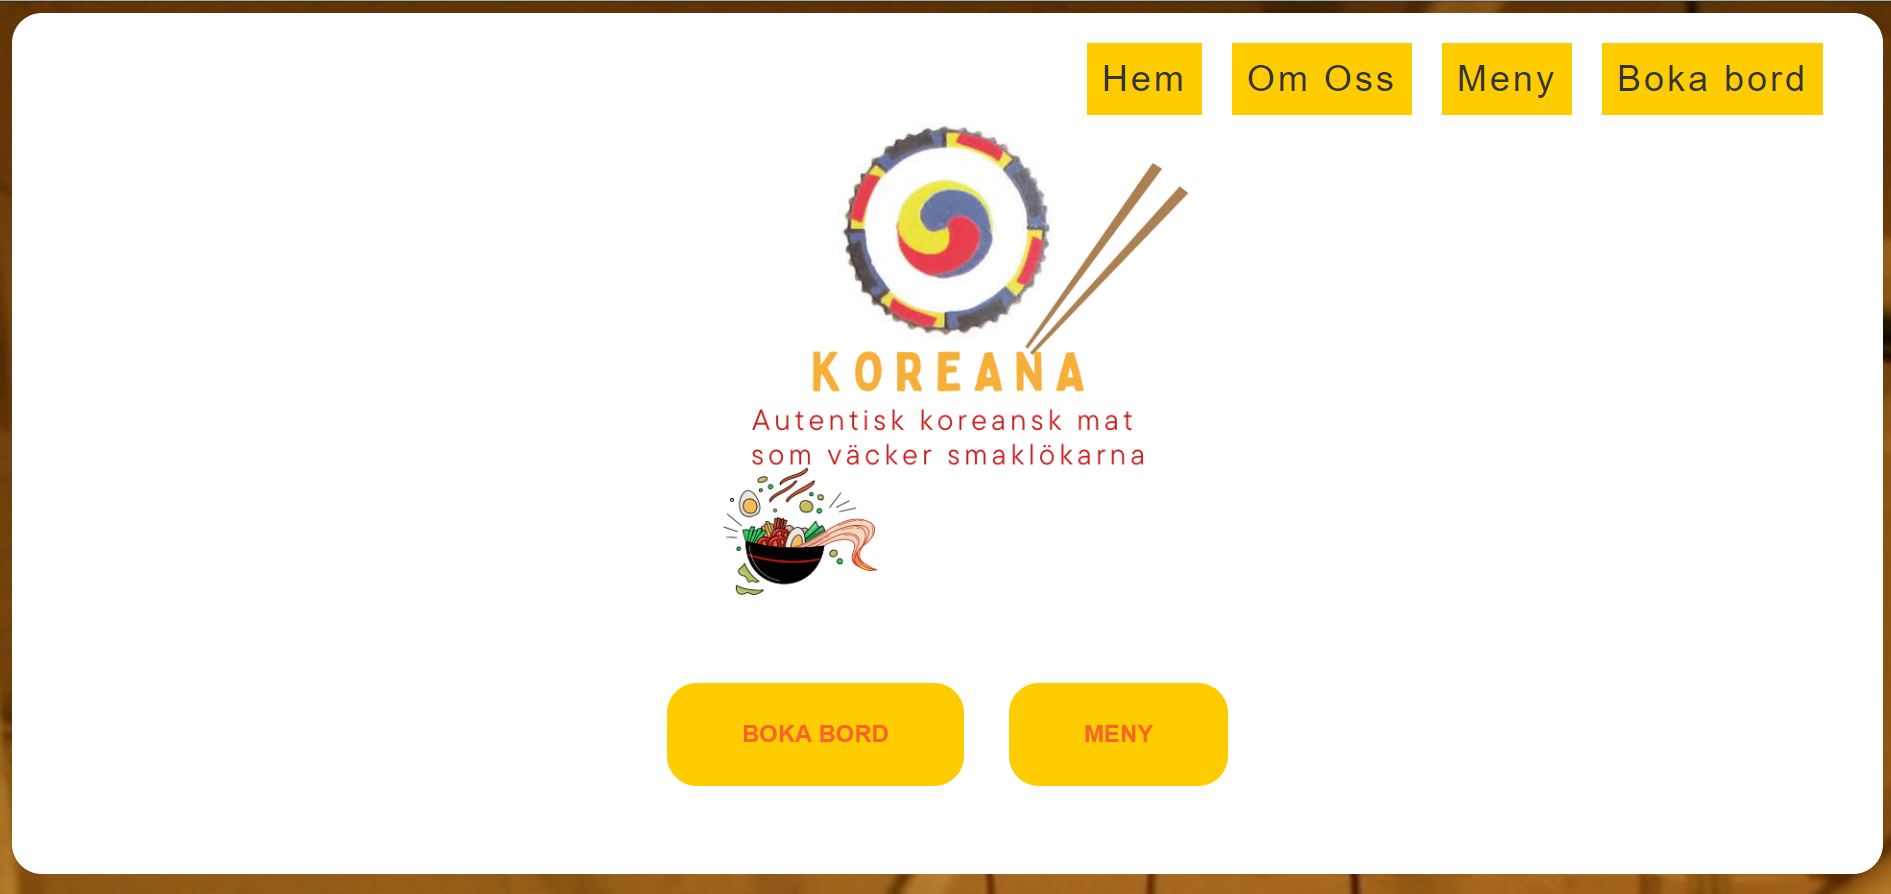 Hem
Om Oss
Meny
Boka bord
KOREANA
Autentisk koreansk mat
som väcker smaklökarna
BOKA BORD
MENY